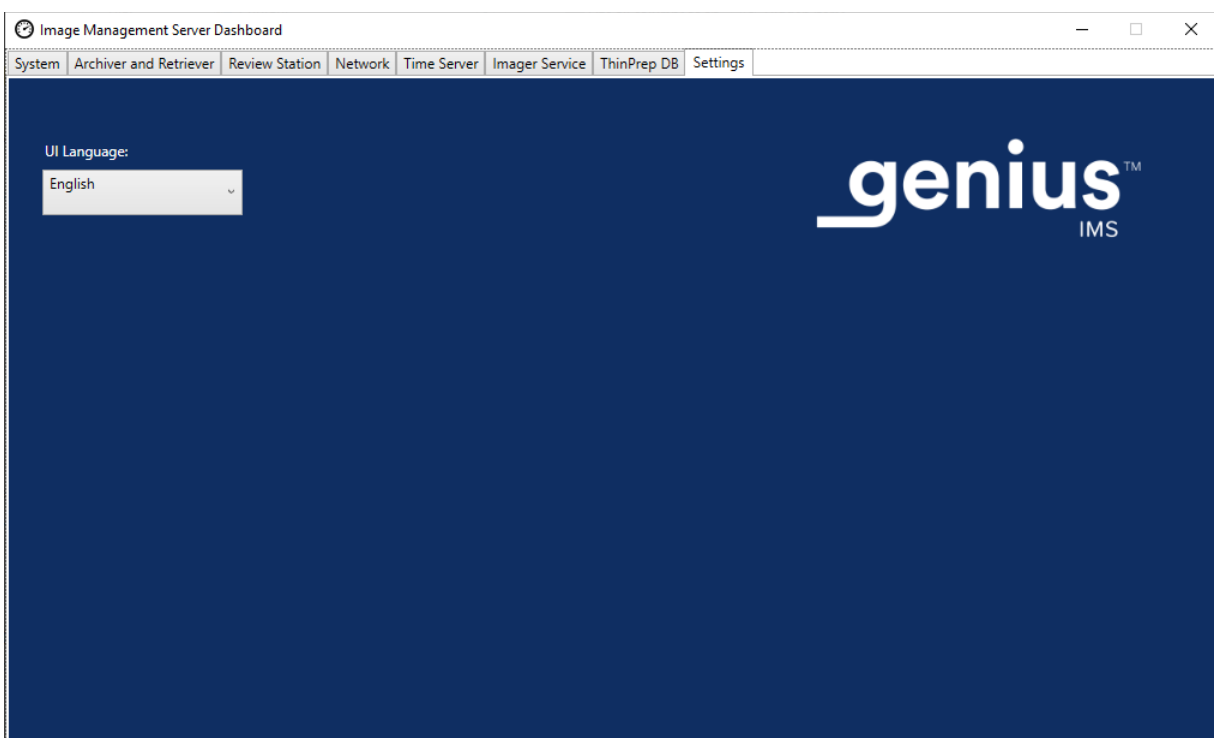 Image Management Server Dashboard
System Archiver and Retriever Review Station Network Time Server Imager Service ThinPrep DB Settings
UI Language:
English
genius™
IMS